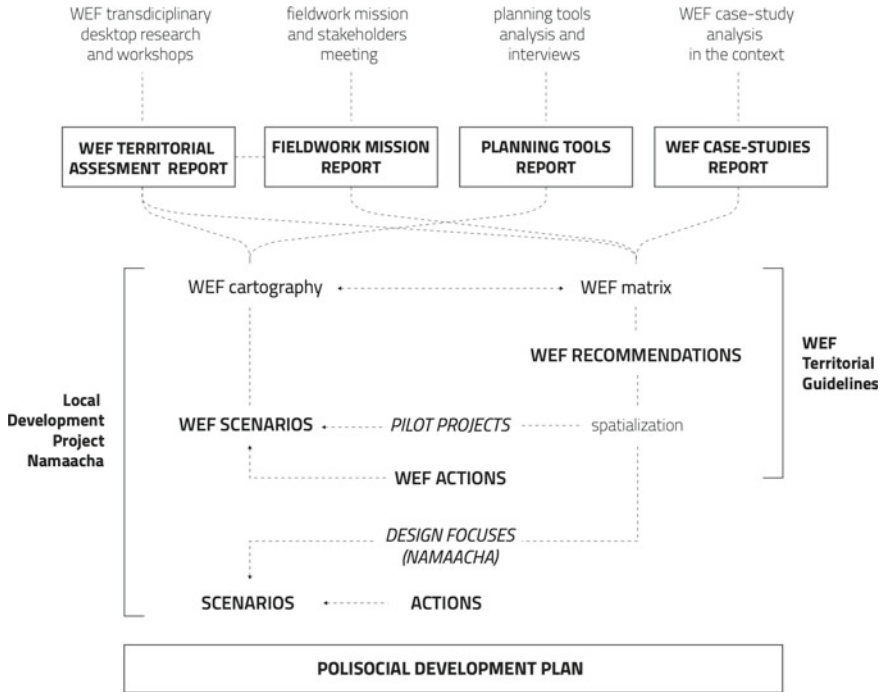 WEF transdiciplinary
desktop research
and workshops
fieldwork mission
and stakeholders
meeting
planning tools
analysis and
interviews
WEF case-study
analysis
in the context
WEF TERRITORIAL
ASSESMENT REPORT
FIELDWORK MISSION
REPORT
PLANNING TOOLS
REPORT
WEF CASE-STUDIES
REPORT
WEF cartography
WEF matrix
WEF RECOMMENDATIONS
WEF
Territorial
Guidelines
Local
Development
Project
Namaacha
WEF SCENARIOS
PILOT PROJECTS
spatialization
WEF ACTIONS
DESIGN FOCUSES
(NAMAACHA)
SCENARIOS
ACTIONS
POLISOCIAL DEVELOPMENT PLAN